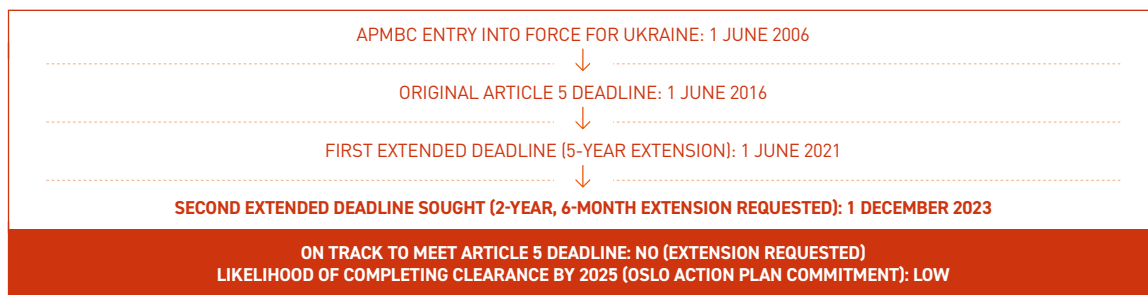 APMBC ENTRY INTO FORCE FOR UKRAINE: 1 JUNE 2006
ORIGINAL ARTICLE 5 DEADLINE: 1 JUNE 2016
FIRST EXTENDED DEADLINE (5-YEAR EXTENSION): 1 JUNE 2021
SECOND EXTENDED DEADLINE SOUGHT (2-YEAR, 6-MONTH EXTENSION REQUESTED): 1 DECEMBER 2023
ON TRACK TO MEET ARTICLE 5 DEADLINE: NO (EXTENSION REQUESTED)
LIKELIHOOD OF COMPLETING CLEARANCE BY 2025 (OSLO ACTION PLAN COMMITMENT): LOW